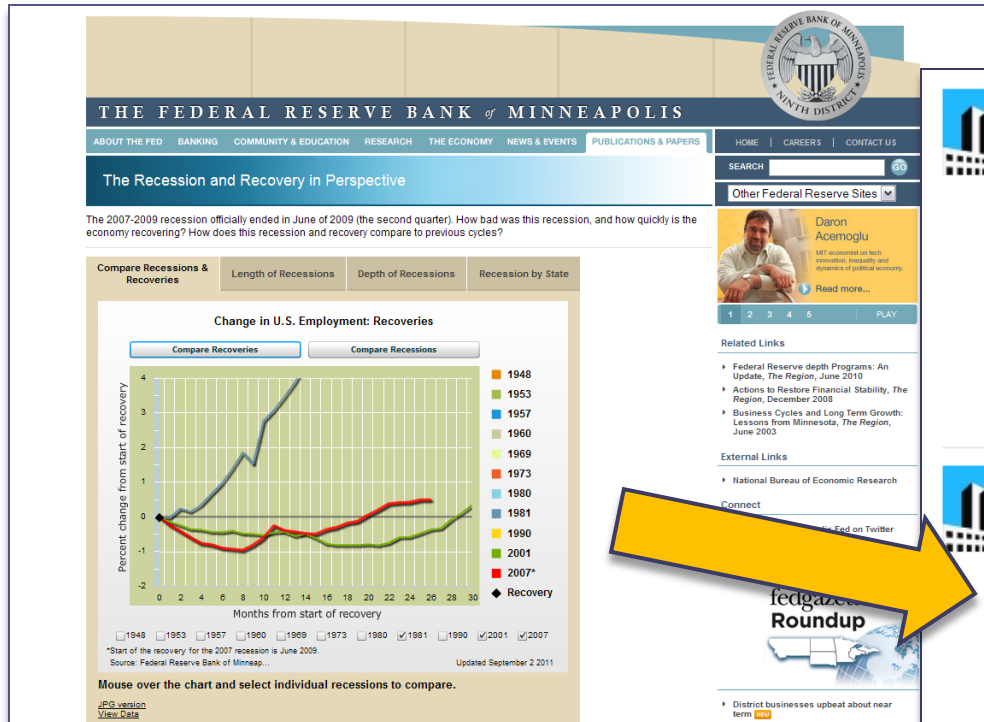 FEDERAL RESERVE BANK OF MINNEAPOLIS
NINTH DISTRICT
THE FEDERAL RESERVE BANK of MINNEAPOLIS
ABOUT THE FED BANKING COMMUNITY & EDUCATION RESEARCH THE ECONOMY NEWS & EVENTS PUBLICATIONS & PAPERS
HOME | CAREERS | CONTACT US
SEARCH GO
Other Federal Reserve Sites
The Recession and Recovery in Perspective
The 2007-2009 recession officially ended in June of 2009 (the second quarter). How bad was this recession, and how quickly is the
economy recovering? How does this recession and recovery compare to previous cycles?
Compare Recessions &
Recoveries
Length of Recessions
Depth of Recessions
Recession by State
Change in U.S. Employment: Recoveries
Compare Recoveries
Compare Recessions
Percent change from start of recovery
4
3
2
1
0
-1
-2
0 2 4 6 8 10 12 14 16 18 20 22 24 26 28 30
Months from start of recovery
1948
1953
1957
1960
1969
1973
1980
1981
1990
2001
2007*
Recovery
1948 1953 1957 1960 1969 1973 1980 1981 1990 2001 2007
*Start of the recovery for the 2007 recession is June 2009.
Source: Federal Reserve Bank of Minneap...
Updated September 2 2011
Mouse over the chart and select individual recessions to compare.
JPG version
View Data
Daron
Acemoglu
MIT economist on tech
innovation, inequality and
dynamics of political economy.
Read more...
1 2 3 4 5 PLAY
Related Links
Federal Reserve depth Programs: An
Update, The Region, June 2010
Actions to Restore Financial Stability, The
Region, December 2008
Business Cycles and Long Term Growth:
Lessons from Minnesota, The Region,
June 2003
External Links
National Bureau of Economic Research
Connect
Fed on Twitter
fedgazette
Roundup
District businesses upbeat about near
term NEW